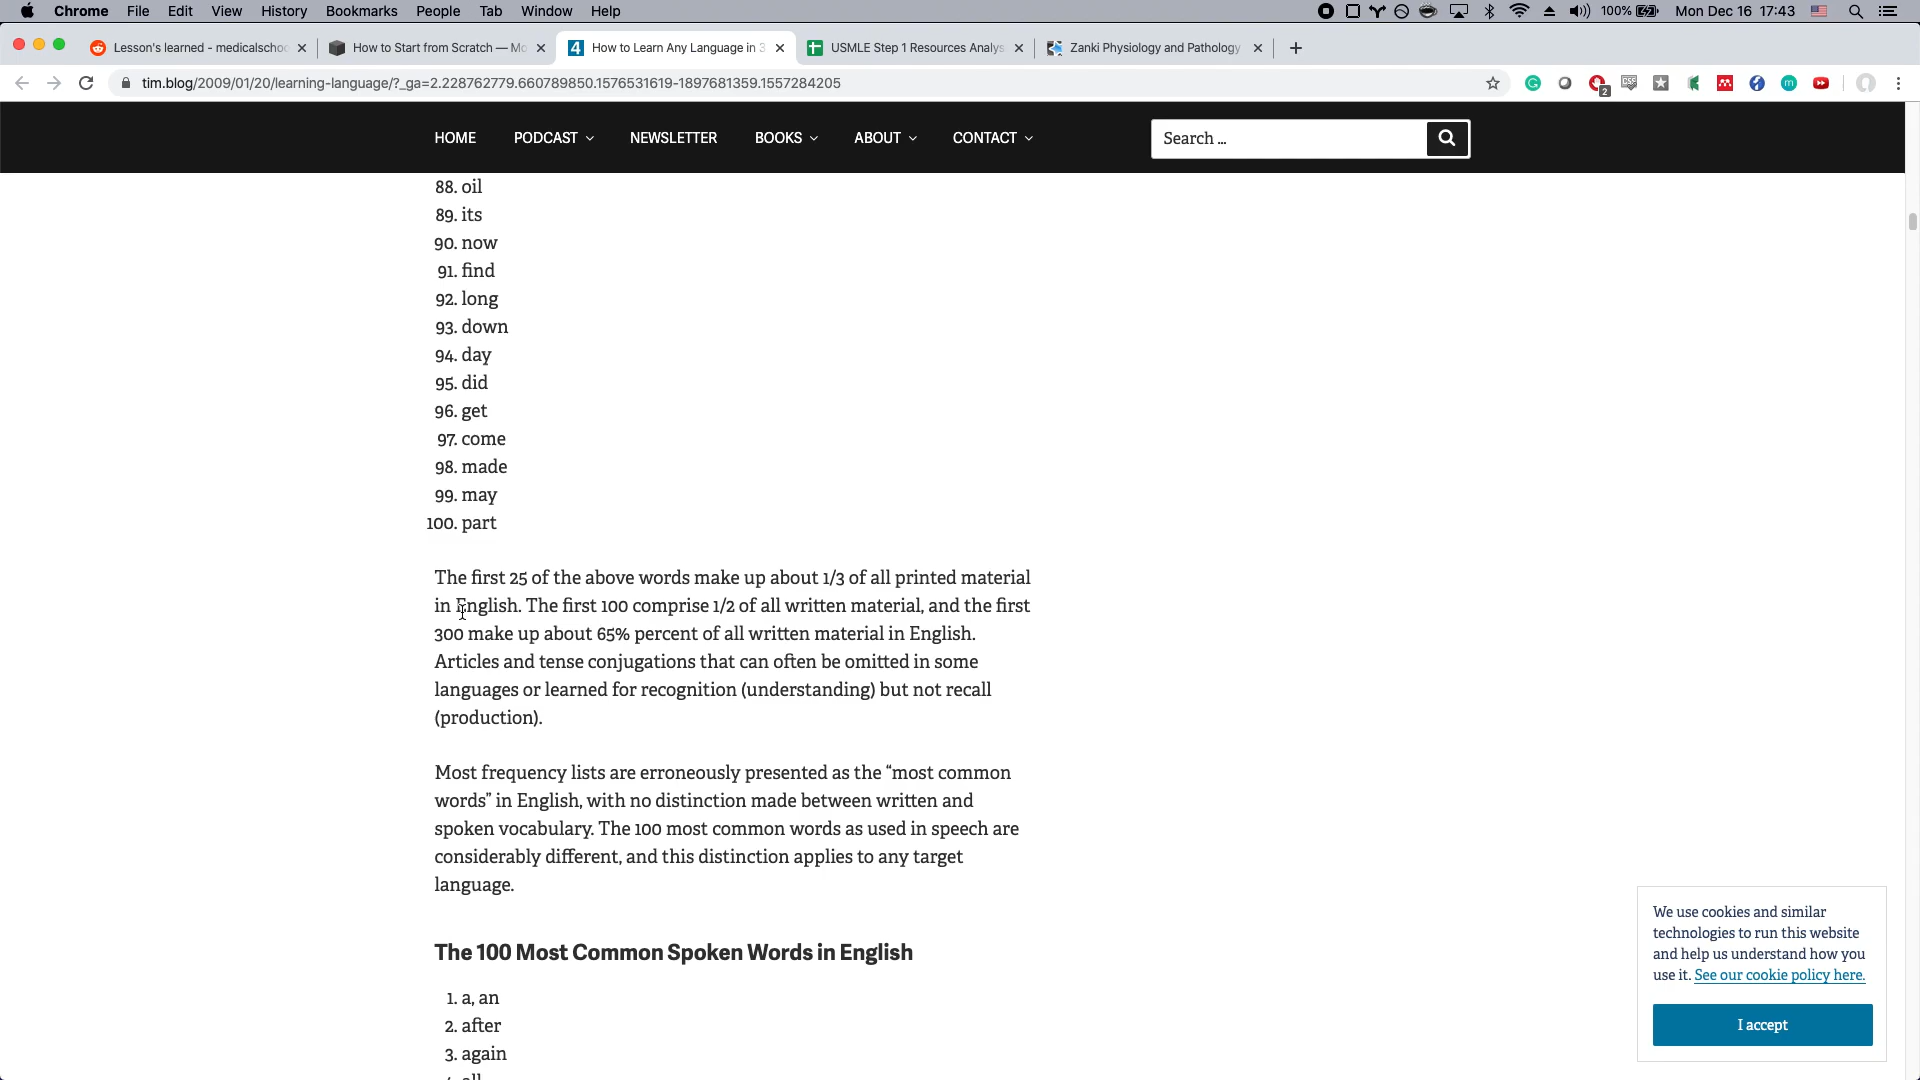 Chrome File Edit View History Bookmarks People Tab Window Help 100% Mon Dec 16 17:43
Lesson's learned - medicalschoo How to Start from Scratch — Mo How to Learn Any Language in 3 USMLE Step 1 Resources Analys Zanki Physiology and Pathology
tim.blog/2009/01/20/learning-language/?_ga=2.228762779.660789850.1576531619-1897681359.1557284205
HOME PODCAST NEWSLETTER BOOKS ABOUT CONTACT Search ...
88. oil
89. its
90. now
91. find
92. long
93. down
94. day
95. did
96. get
97. come
98. made
99. may
100. part
The first 25 of the above words make up about 1/3 of all printed material
in English. The first 100 comprise 1/2 of all written material, and the first
300 make up about 65% percent of all written material in English.
Articles and tense conjugations that can often be omitted in some
languages or learned for recognition (understanding) but not recall
(production).
Most frequency lists are erroneously presented as the “most common
words” in English, with no distinction made between written and
spoken vocabulary. The 100 most common words as used in speech are
considerably different, and this distinction applies to any target
language.
The 100 Most Common Spoken Words in English
1. a, an
2. after
3. again
We use cookies and similar
technologies to run this website
and help us understand how you
use it. See our cookie policy here.
I accept